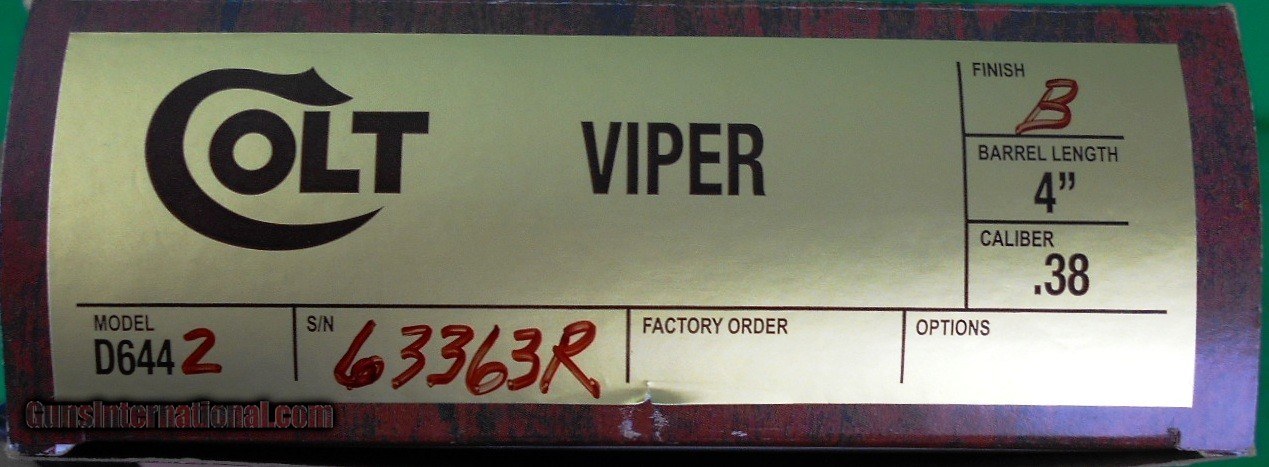 COLT
VIPER
FINISH
B
BARREL LENGTH
4”
CALIBER
.38
MODEL
D6442
S/N
63363R
FACTORY ORDER
OPTIONS
GunsInternational.com